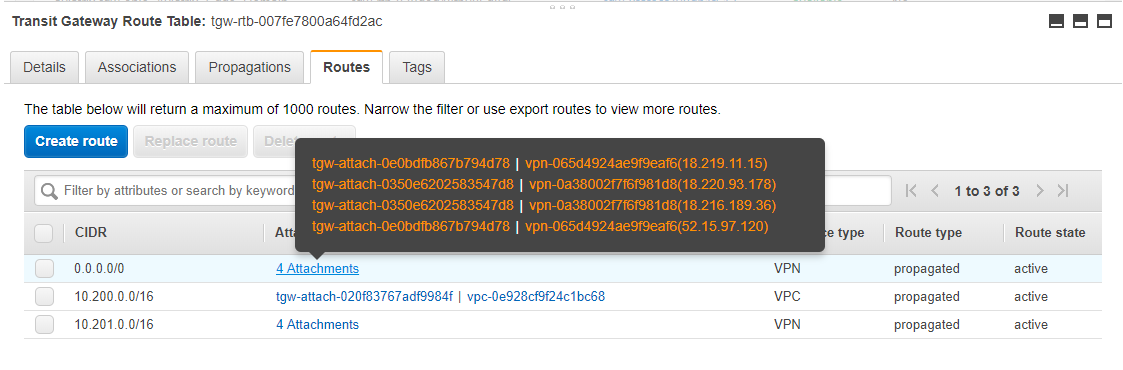 Transit Gateway Route Table: tgw-rtb-007fe7800a64fd2ac
Details Associations Propagations Routes Tags
The table below will return a maximum of 1000 routes. Narrow the filter or use export routes to view more routes.
Create route Replace route
tgw-attach-0e0bdfb867b794d78 | vpn-065d4924ae9f9eaf6(18.219.11.15)
tgw-attach-0350e6202583547d8 | vpn-0a38002f7f6f981d8(18.220.93.178)
tgw-attach-0350e6202583547d8 | vpn-0a38002f7f6f981d8(18.216.189.36)
tgw-attach-0e0bdfb867b794d78 | vpn-065d4924ae9f9eaf6(52.15.97.120)
Filter by attributes or search by keyword 1 to 3 of 3
CIDR type Route type Route state
0.0.0.0/0 4 Attachments VPN propagated active
10.200.0.0/16 tgw-attach-020f83767adf9984f | vpc-0e928cf9f24c1bc68 VPC propagated active
10.201.0.0/16 4 Attachments VPN propagated active